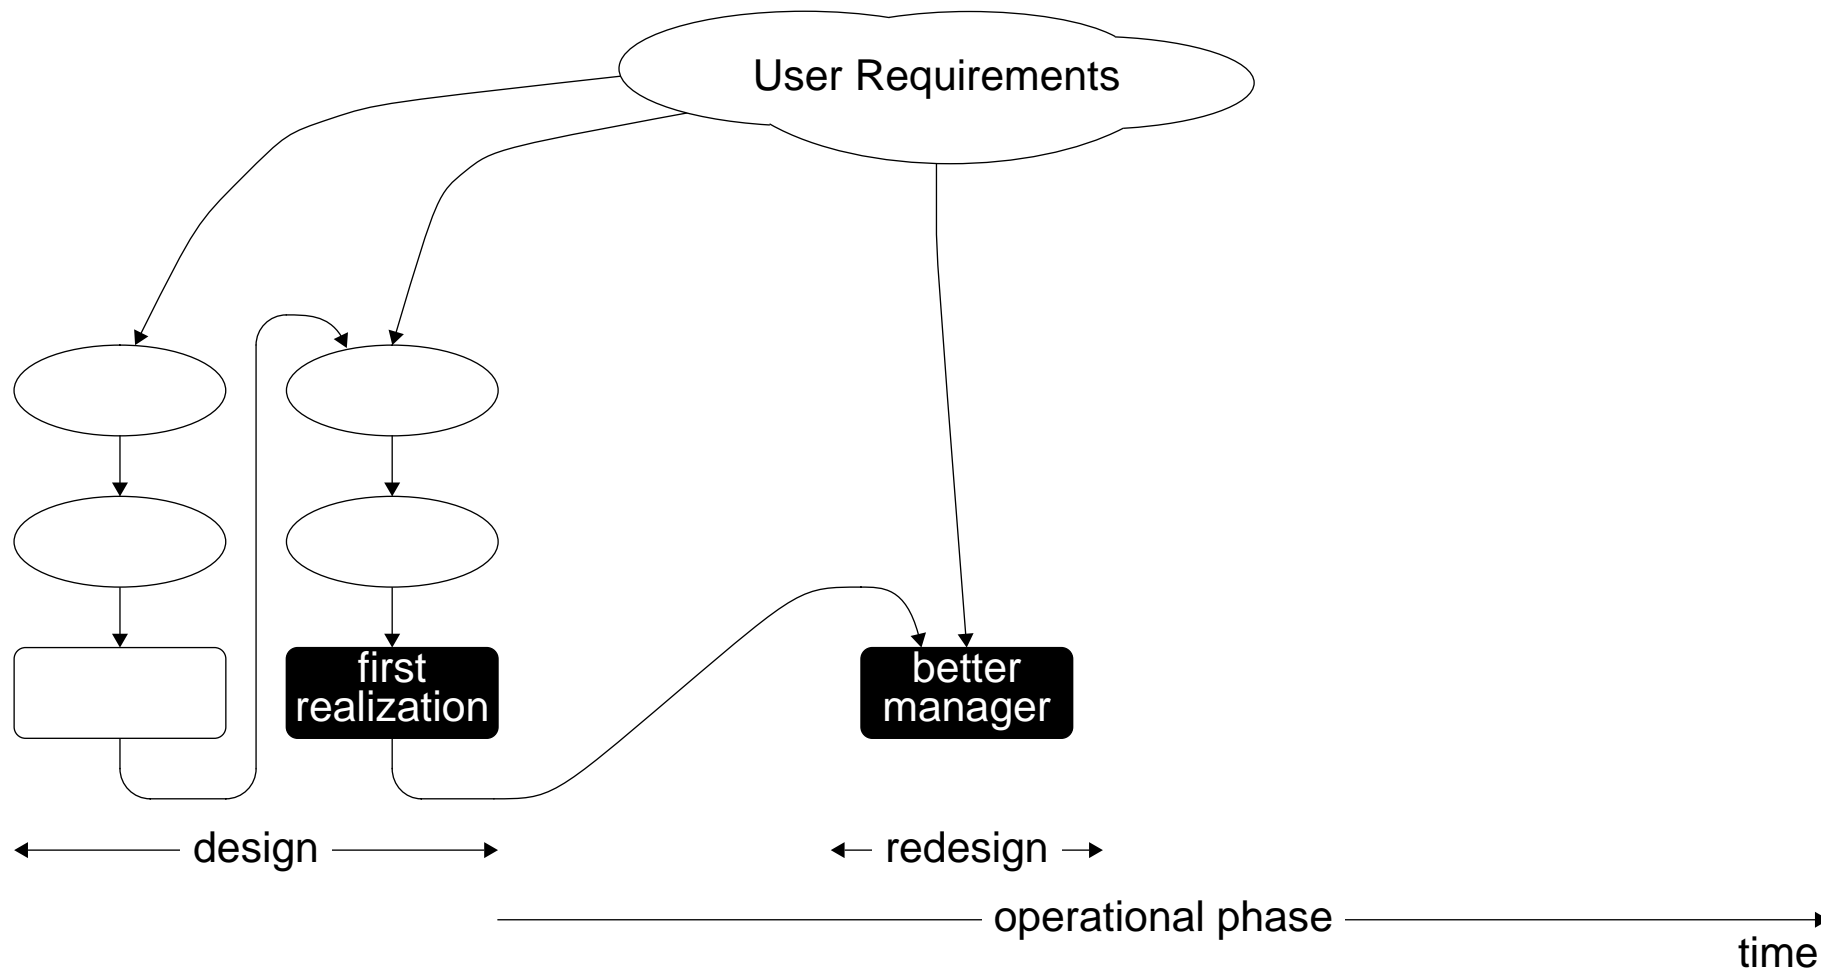 User Requirements
first
realization
better
manager
design
redesign
operational phase
time